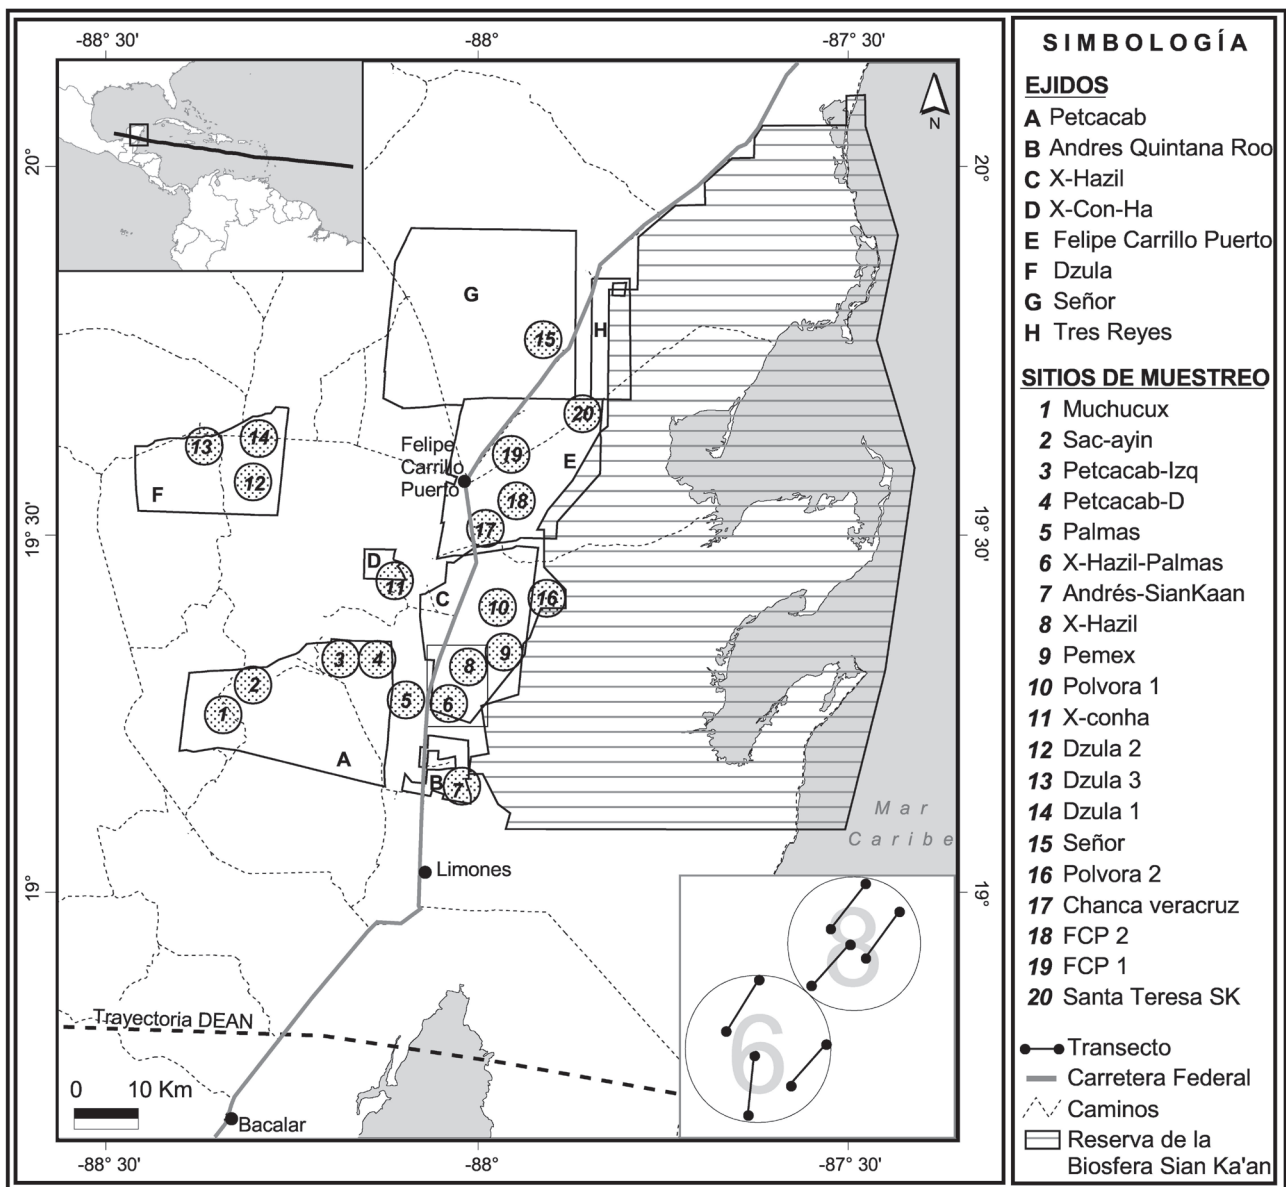 -88° 30'
-88°
-87° 30'
N
20°
20°
G
15
H
20
Felipe
Carrillo
Puerto
19
E
13
14
12
F
18
17
19° 30'
19° 30'
D
11
C
10
16
3
4
9
8
2
5
6
1
A
B
7
Mar
Caribe
Limones
19°
19°
8
6
Trayectoria DEAN
0 10 Km
Bacalar
-88° 30'
-88°
-87° 30'
SIMBOLOGÍA
EJIDOS
A Petcacab
B Andres Quintana Roo
C X-Hazil
D X-Con-Ha
E Felipe Carrillo Puerto
F Dzula
G Señor
H Tres Reyes
SITIOS DE MUESTREO
1 Muchucux
2 Sac-ayin
3 Petcacab-Izq
4 Petcacab-D
5 Palmas
6 X-Hazil-Palmas
7 Andrés-SianKaan
8 X-Hazil
9 Pemex
10 Polvora 1
11 X-conha
12 Dzula 2
13 Dzula 3
14 Dzula 1
15 Señor
16 Polvora 2
17 Chanca veracruz
18 FCP 2
19 FCP 1
20 Santa Teresa SK
Transecto
Carretera Federal
Caminos
Reserva de la
Biosfera Sian Ka'an